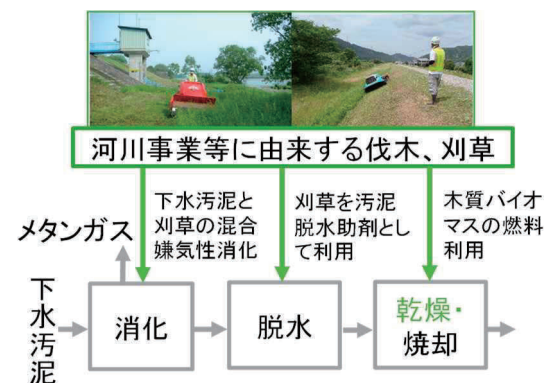 河川事業等に由来する伐木、刈草
下水汚泥と
刈草の混合
嫌気性消化
刈草を汚泥
脱水助剤とし
て利用
木質バイオ
マスの燃料
利用
メタンガス
下水汚泥
消化
脱水
乾燥・
焼却